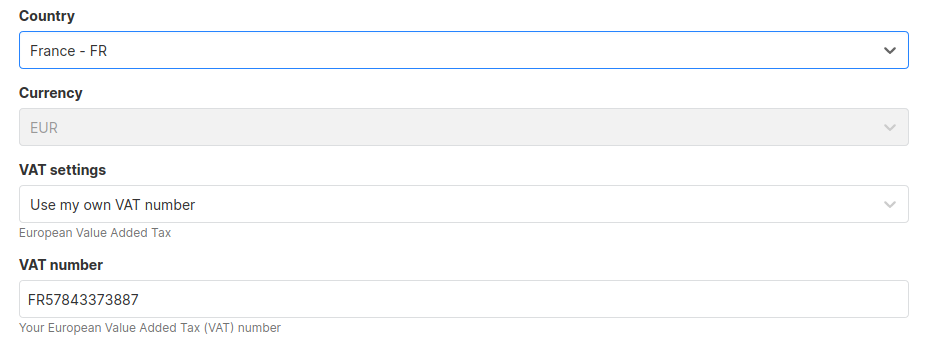 Country
France - FR
Currency
EUR
VAT settings
Use my own VAT number
European Value Added Tax
VAT number
FR57843373887
Your European Value Added Tax (VAT) number